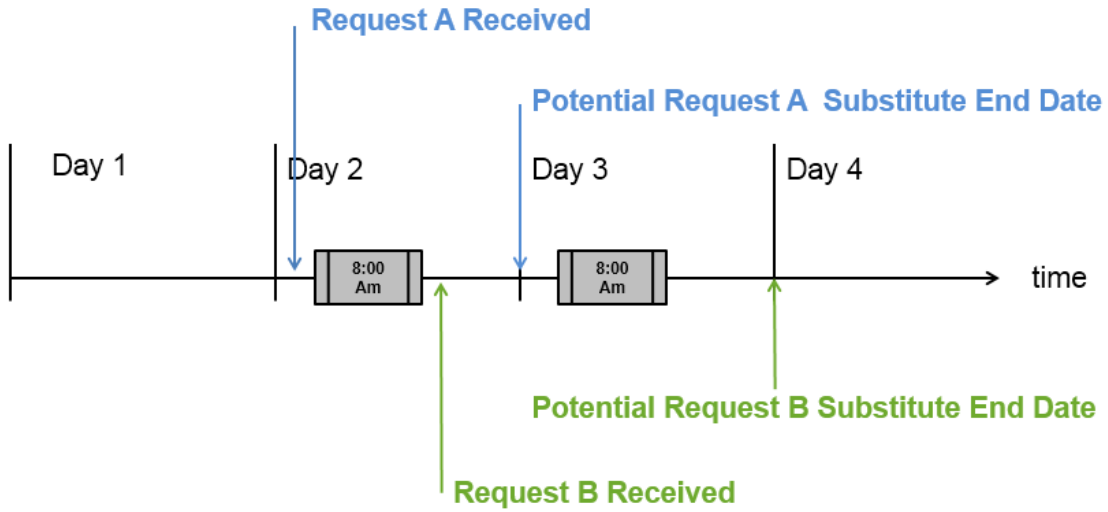 Request A Received
Potential Request A Substitute End Date
Day 1
Day 2
Day 3
Day 4
8:00
Am
8:00
Am
time
Potential Request B Substitute End Date
Request B Received